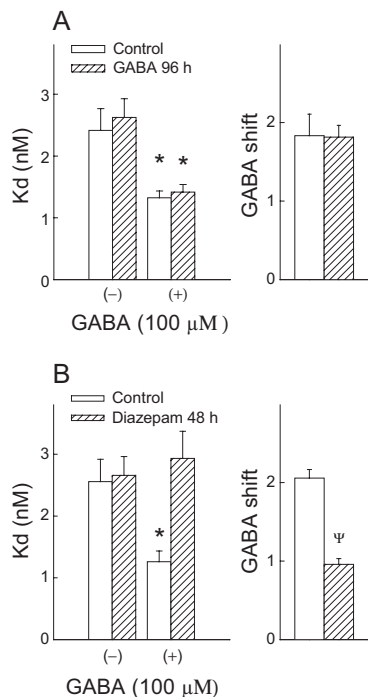 A
Control
GABA 96 h
Kd (nM)
3
2
1
0
* *
(−) (+)
GABA (100 μM)
GABA shift
2
1
0
B
Control
Diazepam 48 h
Kd (nM)
3
2
1
0
*
(−) (+)
GABA (100 μM)
GABA shift
2
1
0
Ψ